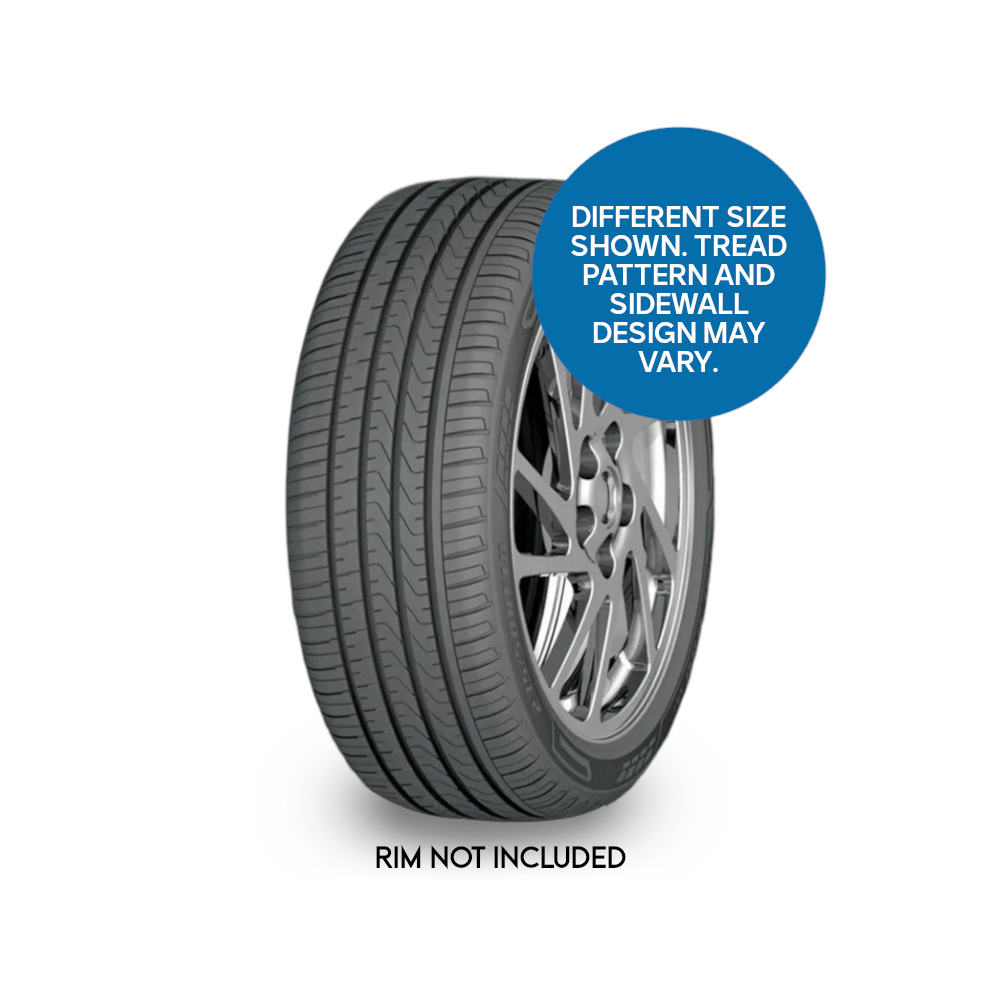 DIFFERENT SIZE
SHOWN. TREAD
PATTERN AND
SIDEWALL
DESIGN MAY
VARY.
RIM NOT INCLUDED